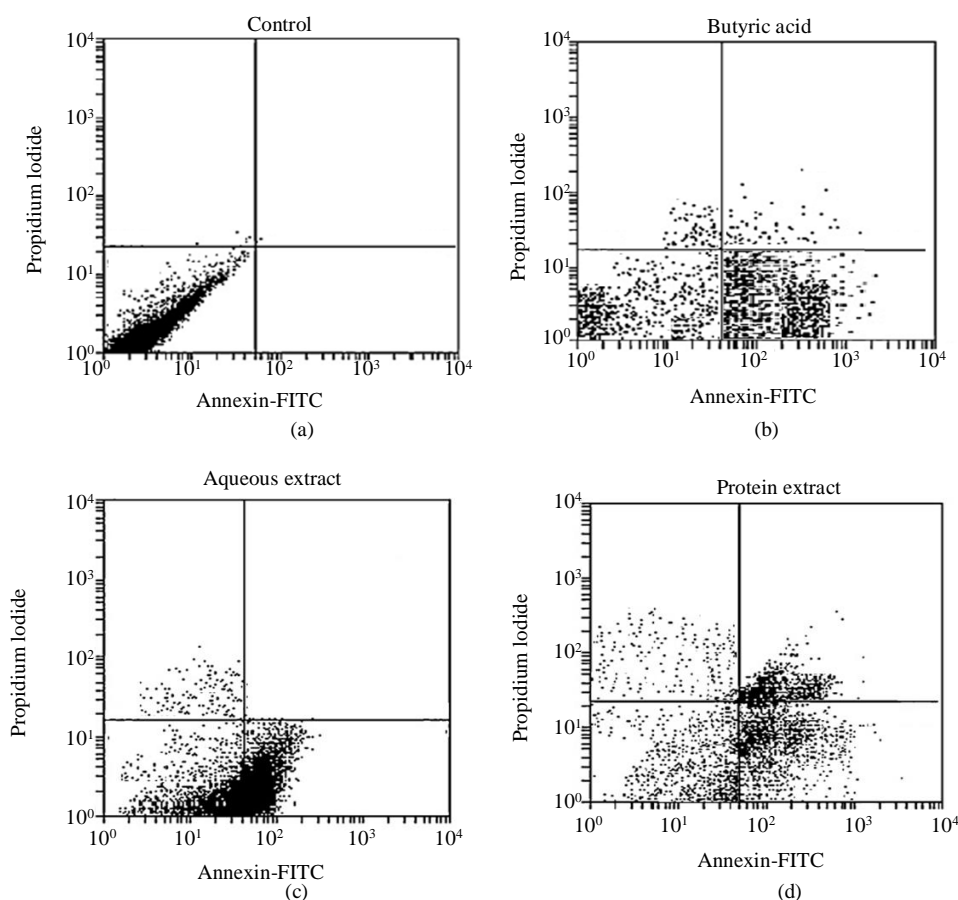 Control
10⁴
10³
10²
10¹
10⁰
Propidium Iodide
10⁰ 10¹ 10² 10³ 10⁴
Annexin-FITC
(a)
Butyric acid
10⁴
10³
10²
10¹
10⁰
Propidium Iodide
10⁰ 10¹ 10² 10³ 10⁴
Annexin-FITC
(b)
Aqueous extract
10⁴
10³
10²
10¹
10⁰
Propidium Iodide
10⁰ 10¹ 10² 10³ 10⁴
Annexin-FITC
(c)
Protein extract
10⁴
10³
10²
10¹
10⁰
Propidium Iodide
10⁰ 10¹ 10² 10³ 10⁴
Annexin-FITC
(d)